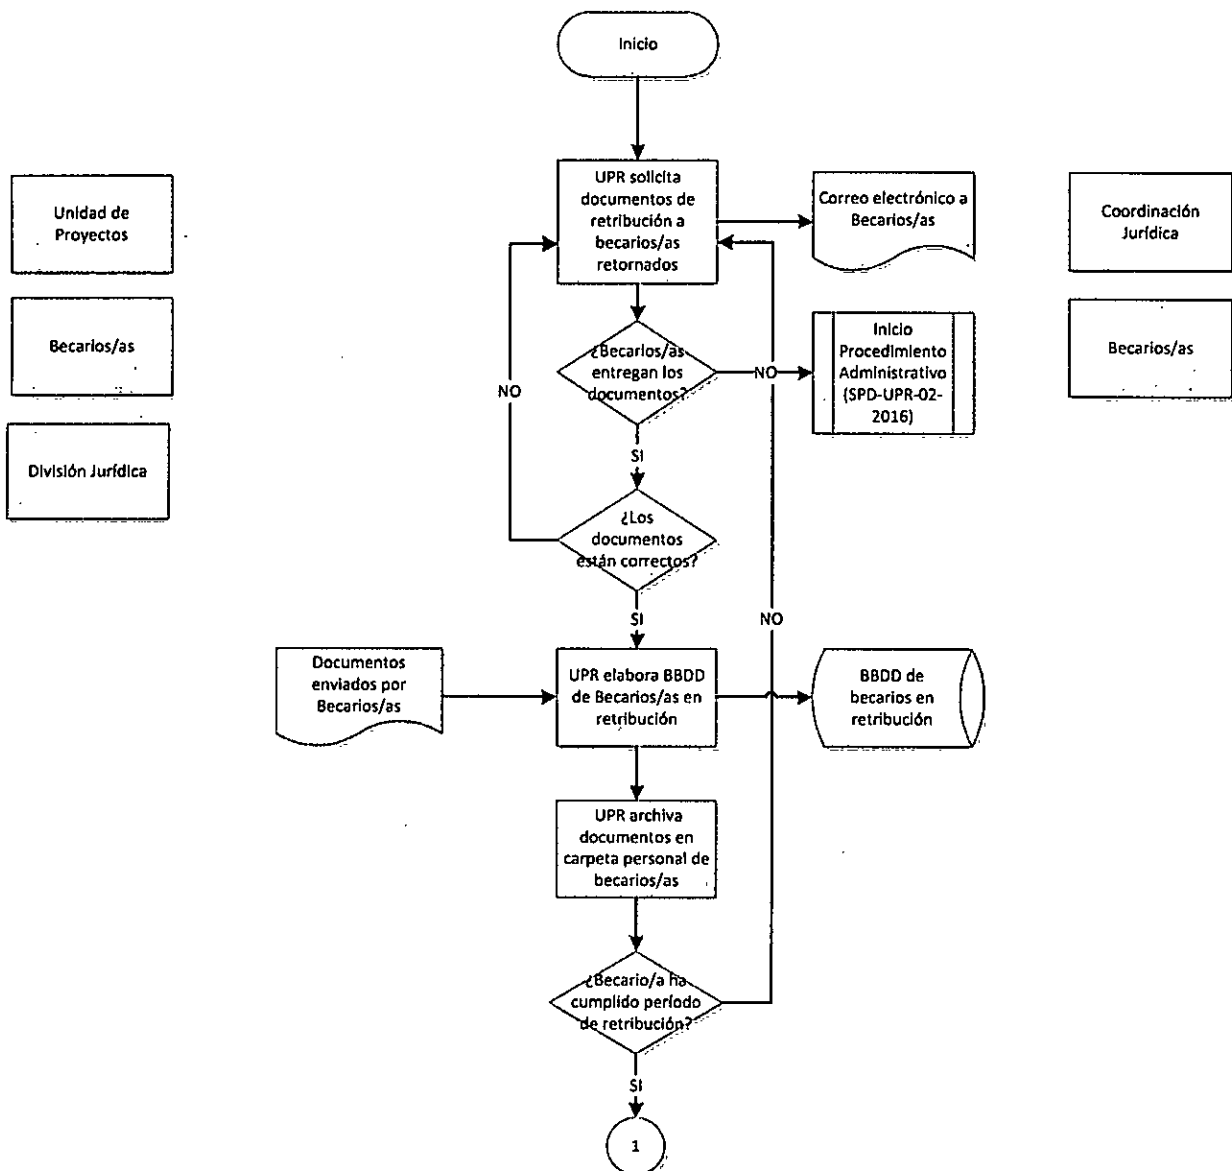 Inicio
UPR solicita
documentos de
retribución a
becarios/as
retornados
Correo electrónico a
Becarios/as
Unidad de
Proyectos
Coordinación
Jurídica
Becarios/as
Becarios/as
¿Becarios/as
entregan los
documentos?
NO
Inicio
Procedimiento
Administrativo
(SPD-UPR-02-
2016)
NO
SI
División Jurídica
¿Los
documentos
están correctos?
SI
NO
Documentos
enviados por
Becarios/as
UPR elabora BBDD
de Becarios/as en
retribución
BBDD de
becarios en
retribución
UPR archiva
documentos en
carpeta personal de
becarios/as
¿Becario/a ha
cumplido período
de retribución?
SI
1